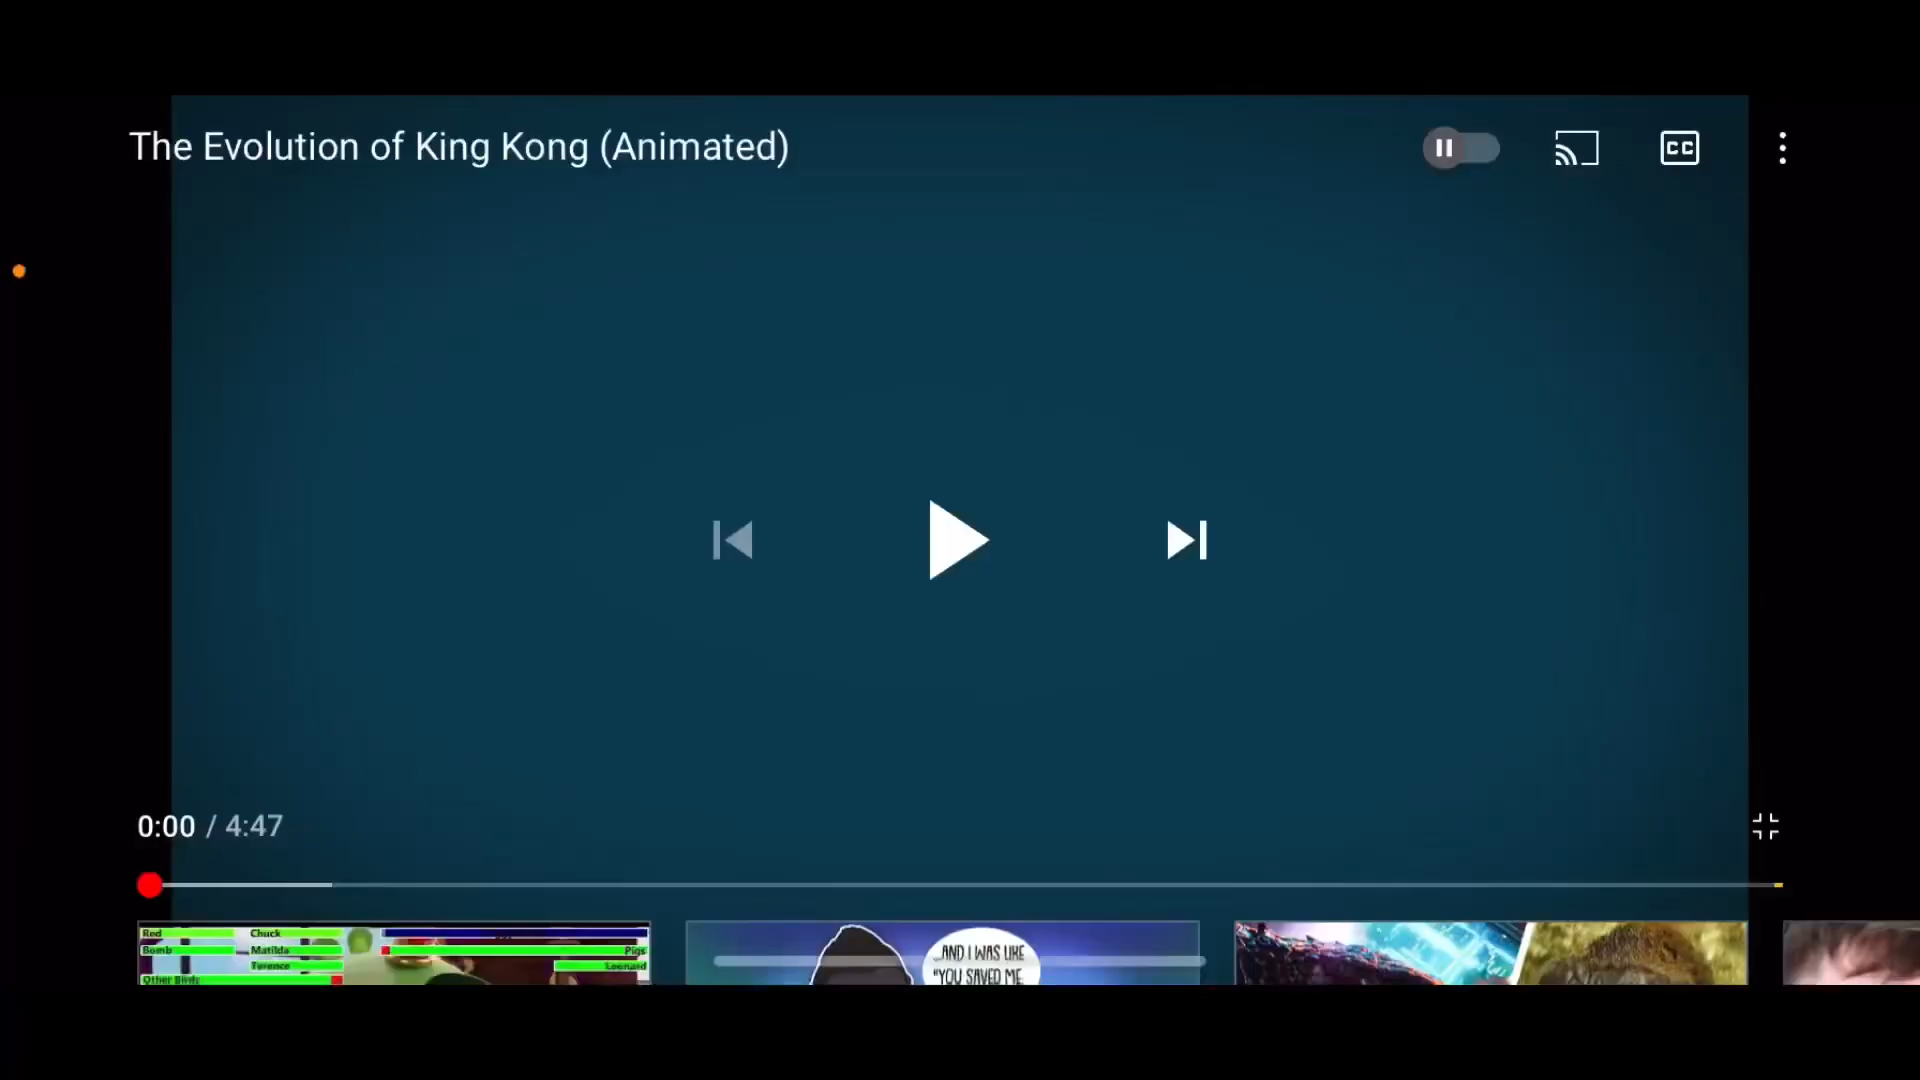 The Evolution of King Kong (Animated)
CC
0:00 / 4:47
Red Chuck
Bomb Matilda Pigs
Terence Leonard
Other Birds
AND I WAS LIKE
"YOU SAVED ME.